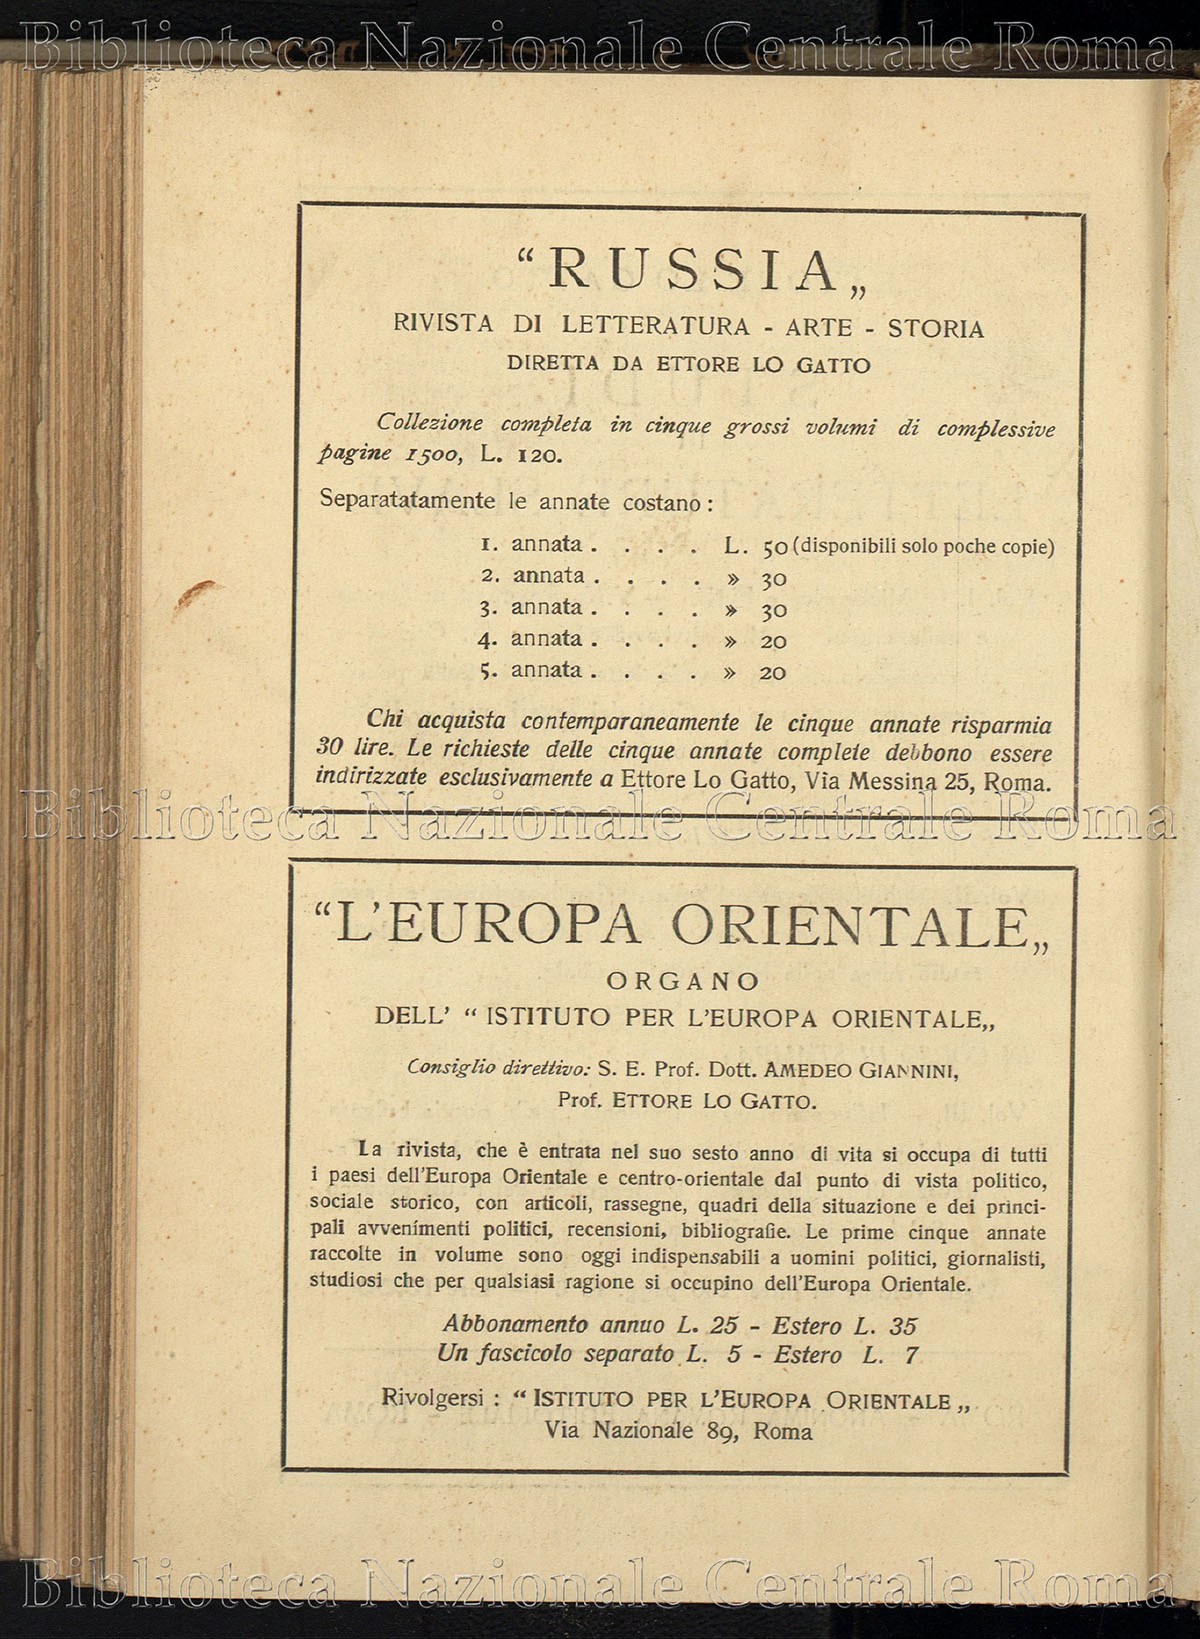 Biblioteca Nazionale Centrale Roma
“RUSSIA„
RIVISTA DI LETTERATURA - ARTE - STORIA
DIRETTA DA ETTORE LO GATTO
Collezione completa in cinque grossi volumi di complessive
pagine 1500, L. 120.
Separatatamente le annate costano :
1. annata . . . . L. 50 (disponibili solo poche copie)
2. annata . . . . » 30
3. annata . . . . » 30
4. annata . . . . » 20
5. annata . . . . » 20
Chi acquista contemporaneamente le cinque annate risparmia
30 lire. Le richieste delle cinque annate complete debbono essere
indirizzate esclusivamente a Ettore Lo Gatto, Via Messina 25, Roma.
Biblioteca Nazionale Centrale Roma
“L'EUROPA ORIENTALE„
ORGANO
DELL' “ ISTITUTO PER L'EUROPA ORIENTALE„
Consiglio direttivo: S. E. Prof. Dott. AMEDEO GIANNINI,
Prof. ETTORE LO GATTO.
La rivista, che è entrata nel suo sesto anno di vita si occupa di tutti
i paesi dell'Europa Orientale e centro-orientale dal punto di vista politico,
sociale storico, con articoli, rassegne, quadri della situazione e dei princi-
pali avvenimenti politici, recensioni, bibliografie. Le prime cinque annate
raccolte in volume sono oggi indispensabili a uomini politici, giornalisti,
studiosi che per qualsiasi ragione si occupino dell'Europa Orientale.
Abbonamento annuo L. 25 - Estero L. 35
Un fascicolo separato L. 5 - Estero L. 7
Rivolgersi : “ ISTITUTO PER L'EUROPA ORIENTALE „
Via Nazionale 89, Roma
Biblioteca Nazionale Centrale Roma